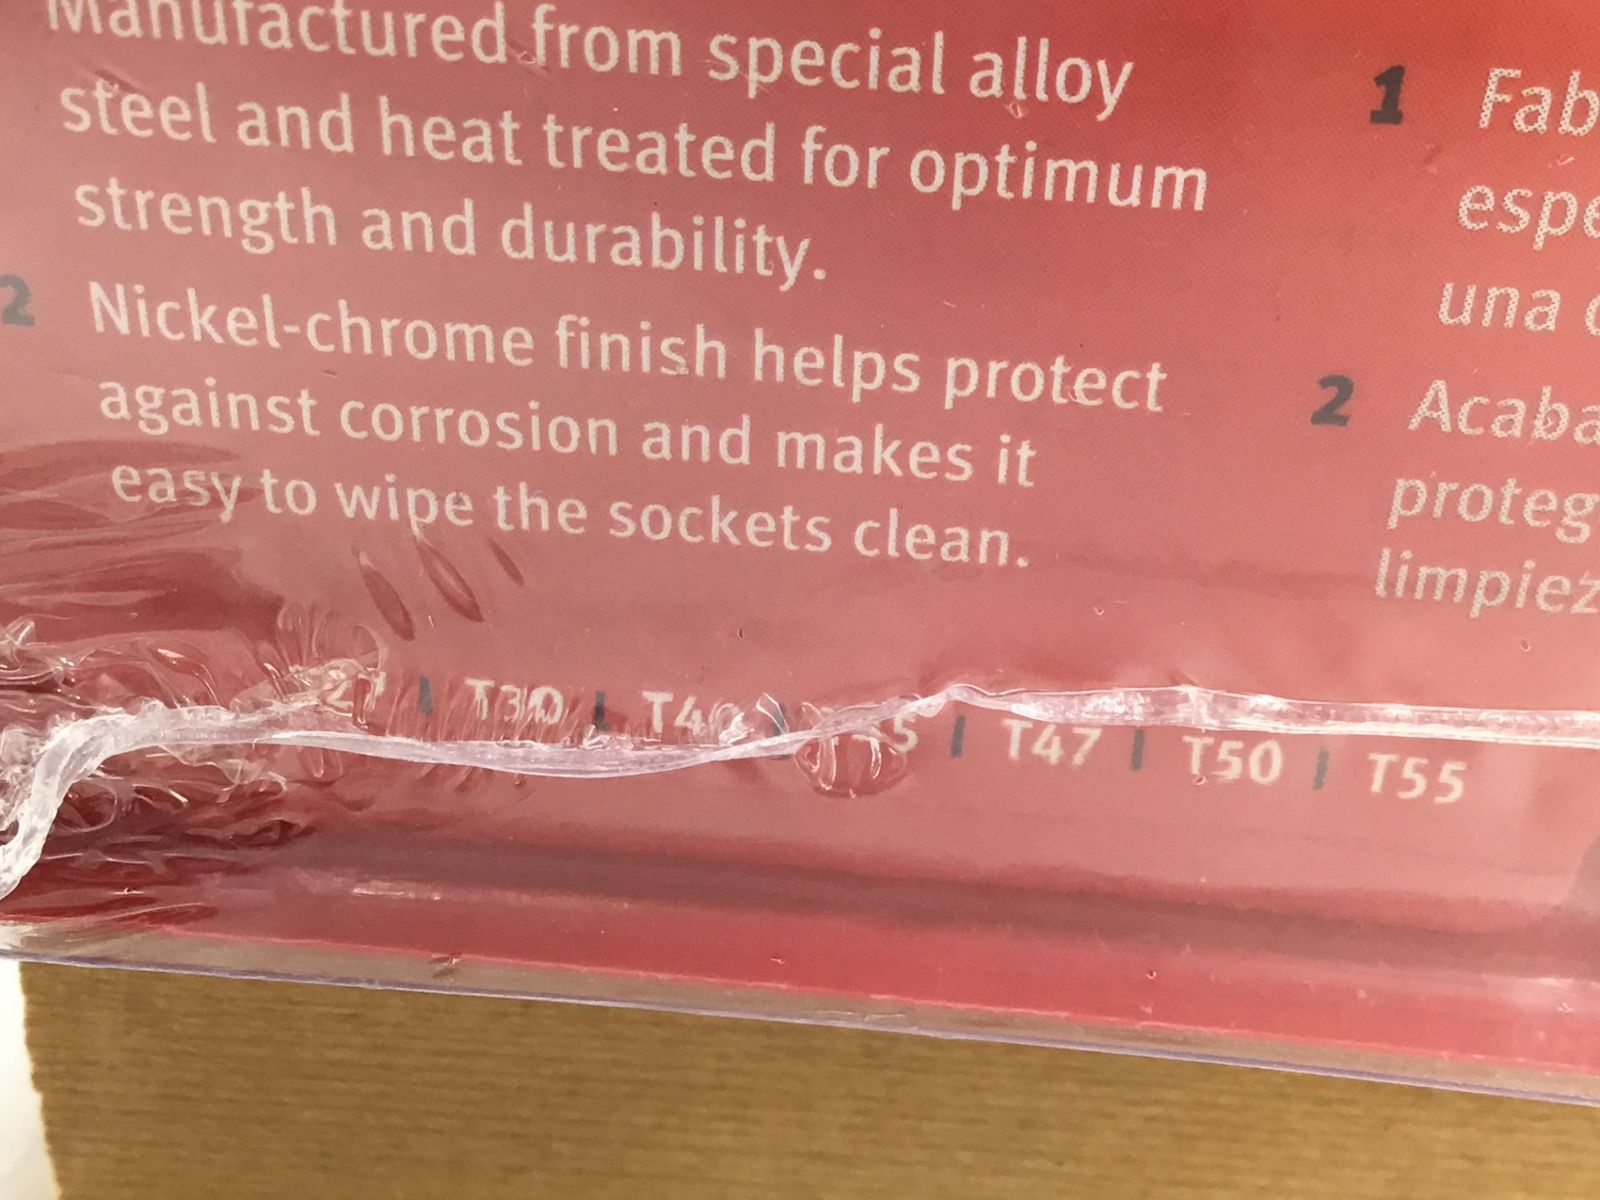 Manufactured from special alloy
steel and heat treated for optimum
strength and durability.
2 Nickel-chrome finish helps protect
against corrosion and makes it
easy to wipe the sockets clean.
T30 | T40 | | T47 | T50 | T55
1 Fab
espe
una
2 Acaba
proteg
limpiez